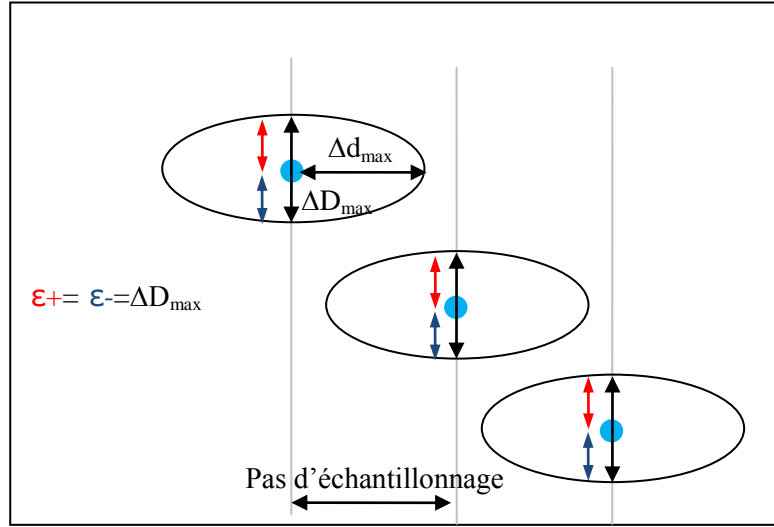 Δdmax
ΔDmax
ε+= ε-=ΔDmax
Pas d’échantillonnage